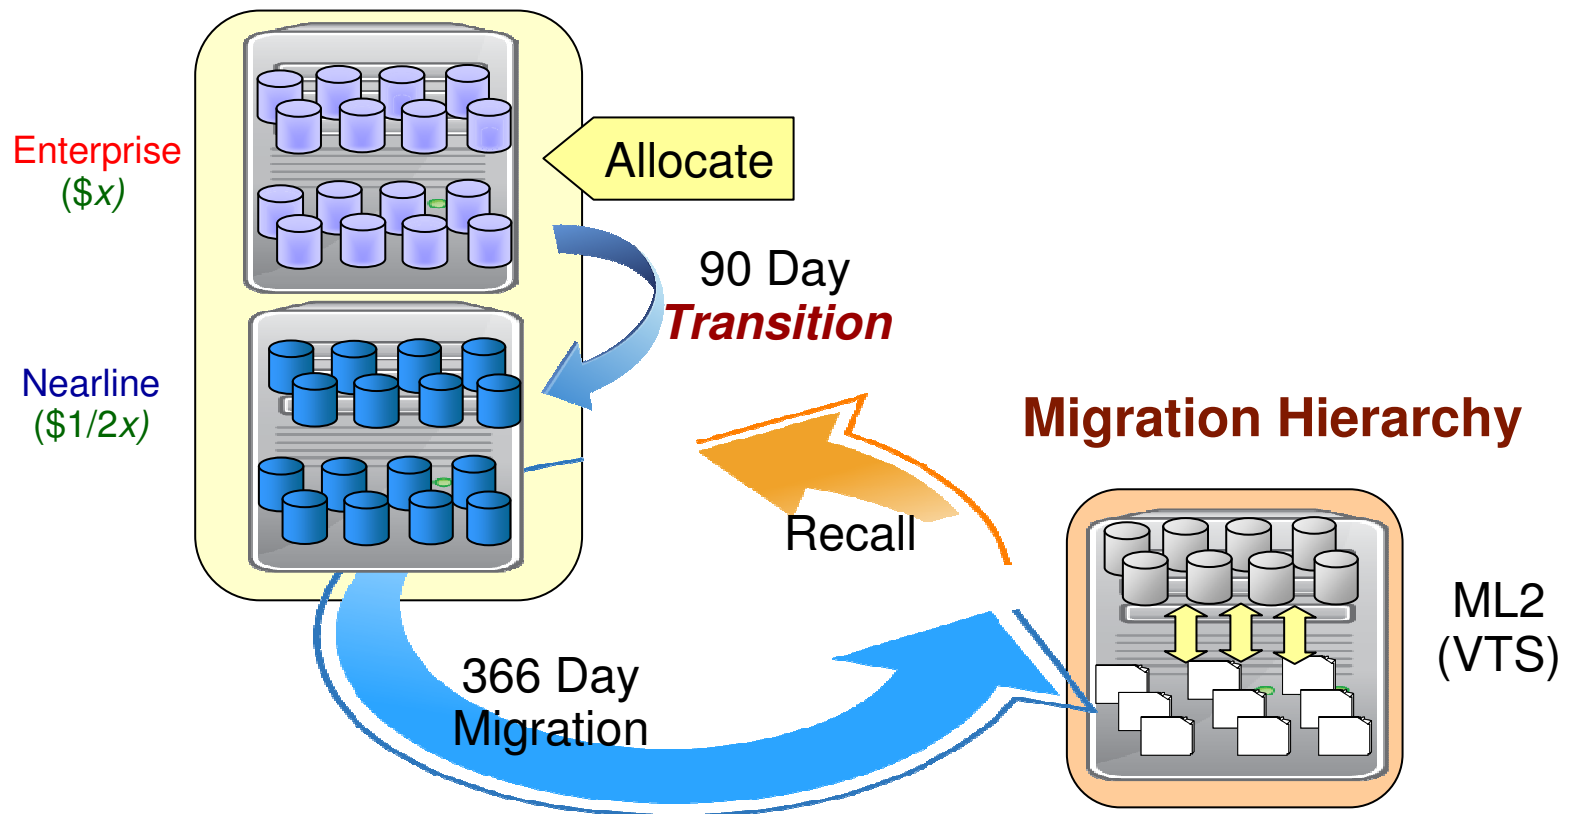 Enterprise
($x)
Allocate
90 Day
Transition
Nearline
($1/2x)
Migration Hierarchy
Recall
ML2
(VTS)
366 Day
Migration